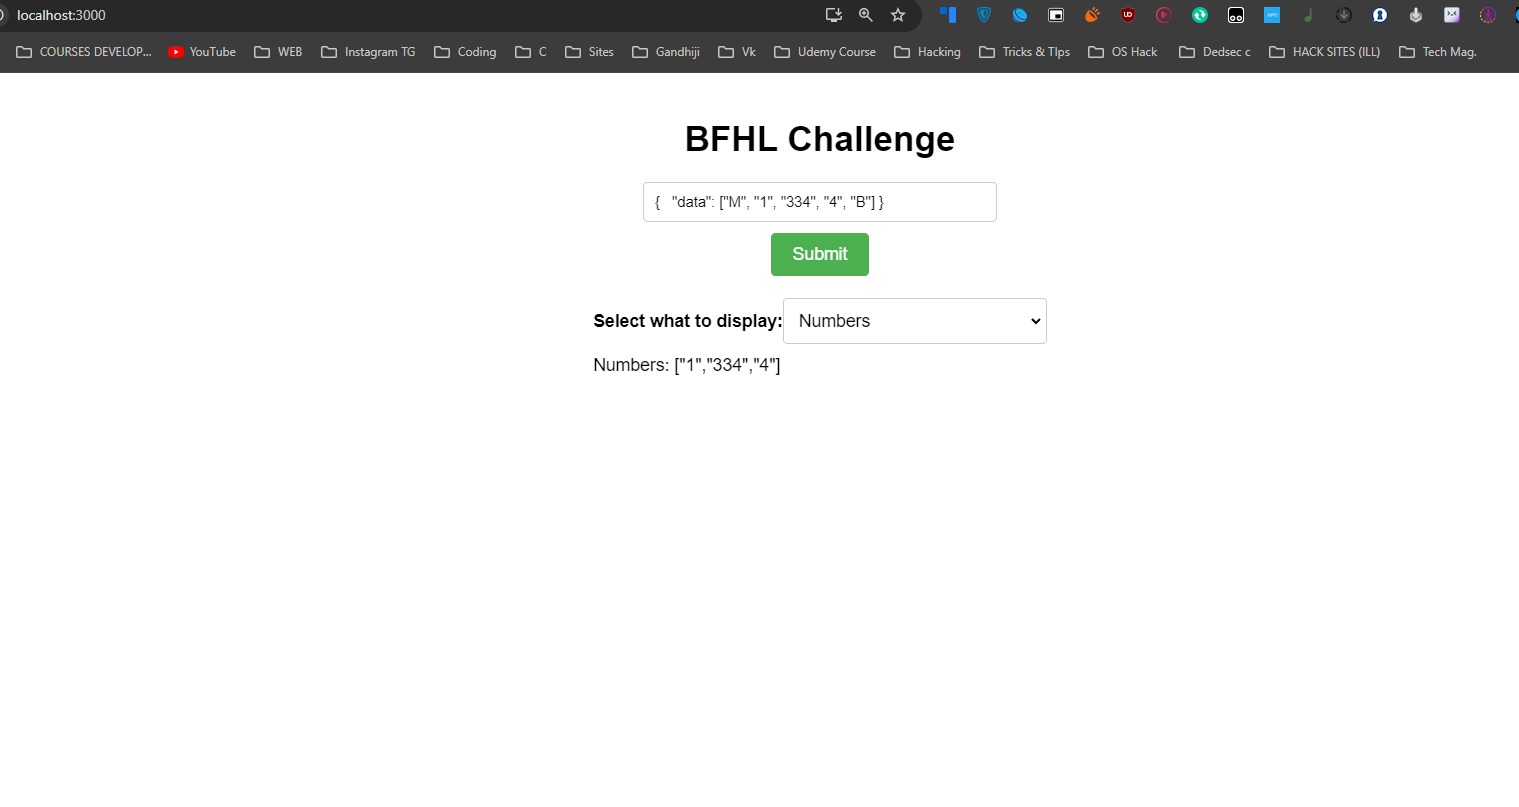 localhost:3000
COURSES DEVELOP... YouTube WEB Instagram TG Coding C Sites Gandhiji Vk Udemy Course Hacking Tricks & TIps OS Hack Dedsec c HACK SITES (ILL) Tech Mag.
BFHL Challenge
{ "data": ["M", "1", "334", "4", "B"] }
Submit
Select what to display: Numbers
Numbers: ["1","334","4"]